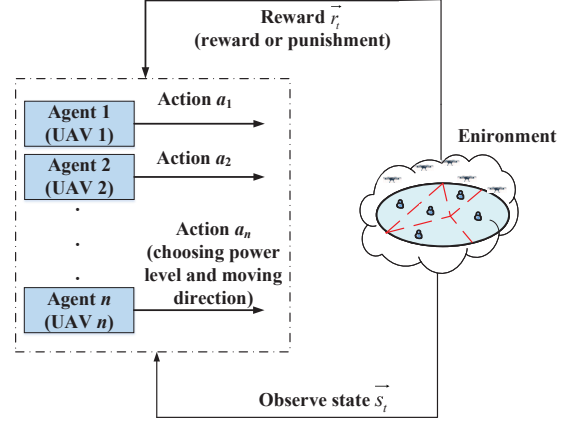 Reward r⃗ₜ
(reward or punishment)
Agent 1
(UAV 1)
Action a₁
Agent 2
(UAV 2)
Action a₂
Enironment
Action aₙ
(choosing power
level and moving
direction)
Agent n
(UAV n)
Observe state s⃗ₜ